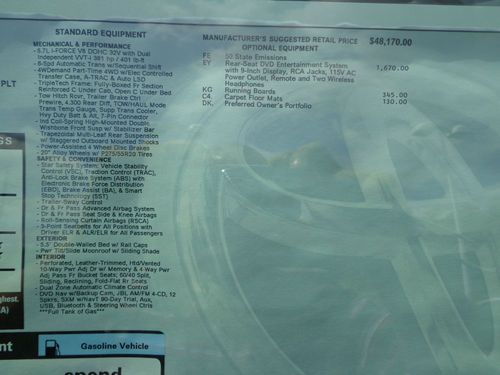 STANDARD EQUIPMENT
MECHANICAL & PERFORMANCE
- 5.7L I-FORCE V8 DOHC 32V with Dual
Independent VVT-i 381 hp / 401 lb-ft
- 6-Spd Automatic Trans w/Sequential Shift
- 4WDemand Part-Time 4WD w/Elec Controlled
Transfer Case, A-TRAC & Auto LSD
- TripleTech Frame: Fully-Boxed Fr Section
Reinforced C Under Cab, Open C Under Bed
- Tow Hitch Rcvr, Trailer Brake Ctrl
Prewire, 4.300 Rear Diff, TOW/HAUL Mode
Trans Temp Gauge, Supp Trans Cooler,
Hvy Duty Batt & Alt, 7-Pin Connector
- Ind Coil-Spring High-Mounted Double
Wishbone Front Susp w/ Stabilizer Bar
- Trapezoidal Multi-Leaf Rear Suspension
w/ Staggered Outboard Mounted Shocks
- Power-Assisted 4 Wheel Disc Brakes
- 20" Alloy Wheels w/ P275/55R20 Tires
SAFETY & CONVENIENCE
- Star Safety System: Vehicle Stability
Control (VSC), Traction Control (TRAC),
Anti-Lock Brake System (ABS) with
Electronic Brake Force Distribution
(EBD), Brake Assist (BA), & Smart
Stop Technology (SST)
- Trailer-Sway Control
- Dr & Fr Pass Advanced Airbag System
- Dr & Fr Pass Seat Side & Knee Airbags
- Roll-Sensing Curtain Airbags (RSCA)
- 3-Point Seatbelts for All Positions with
Driver ELR & ALR/ELR for All Passengers
EXTERIOR
- 5.5' Double-Walled Bed w/ Rail Caps
- Pwr Tilt/Slide Moonroof w/ Sliding Shade
INTERIOR
- Perforated, Leather-Trimmed, Htd/Vented
10-Way Pwr Adj Dr w/ Memory & 4-Way Pwr
Adj Pass Fr Bucket Seats; 60/40 Split,
Sliding, Reclining, Fold-Flat Rr Seats
- Dual Zone Automatic Climate Control
- DVD Nav w/Backup Cam, JBL AM/FM 4-CD, 12
Spkrs, SXM w/NavT 90-Day Trial, Aux,
USB, Bluetooth & Steering Wheel Ctrls
***Full Tank of Gas***
MANUFACTURER'S SUGGESTED RETAIL PRICE $48,170.00
OPTIONAL EQUIPMENT
FE 50 State Emissions
EY Rear-Seat DVD Entertainment System 1,670.00
with 9-Inch Display, RCA Jacks, 115V AC
Power Outlet, Remote and Two Wireless
Headphones
KG Running Boards 345.00
C4 Carpet Floor Mats 130.00
DK Preferred Owner's Portfolio
PLT
ghest.
A)
nt
Gasoline Vehicle
spend